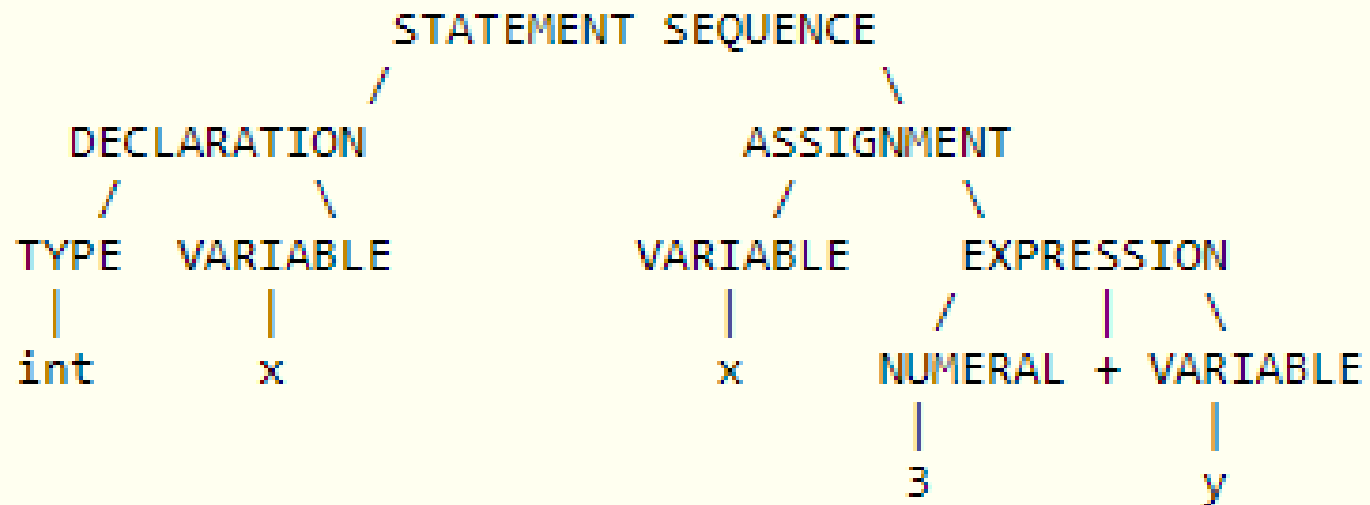 STATEMENT SEQUENCE
/ \
DECLARATION ASSIGNMENT
/ \ / \
TYPE VARIABLE VARIABLE EXPRESSION
| | | / | \
int x x NUMERAL + VARIABLE
| |
3 y